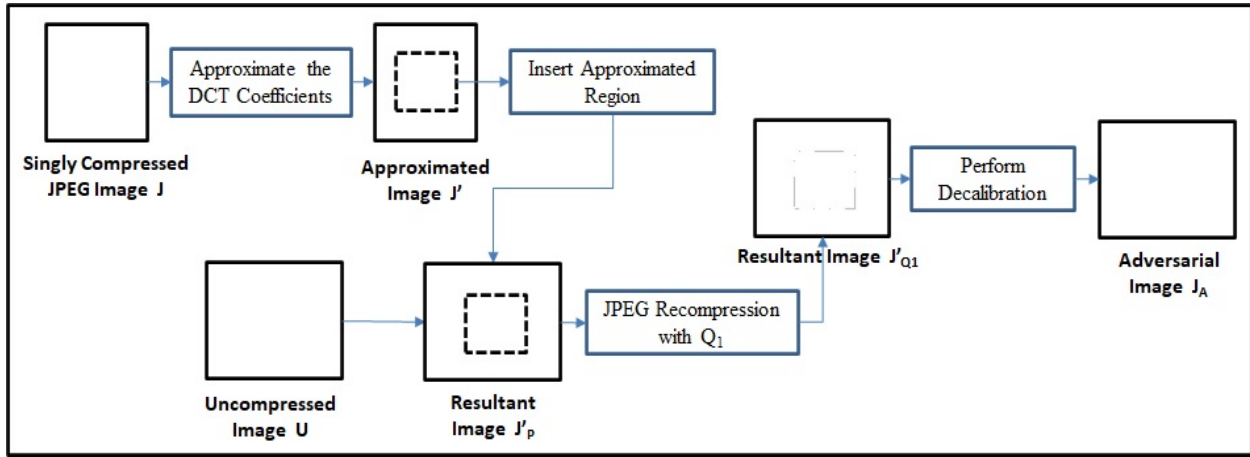 Approximate the
DCT Coefficients
Insert Approximated
Region
Singly Compressed
JPEG Image J
Approximated
Image J'
Perform
Decalibration
Resultant Image J'Q1
Adversarial
Image JA
JPEG Recompression
with Q1
Uncompressed
Image U
Resultant
Image J'p